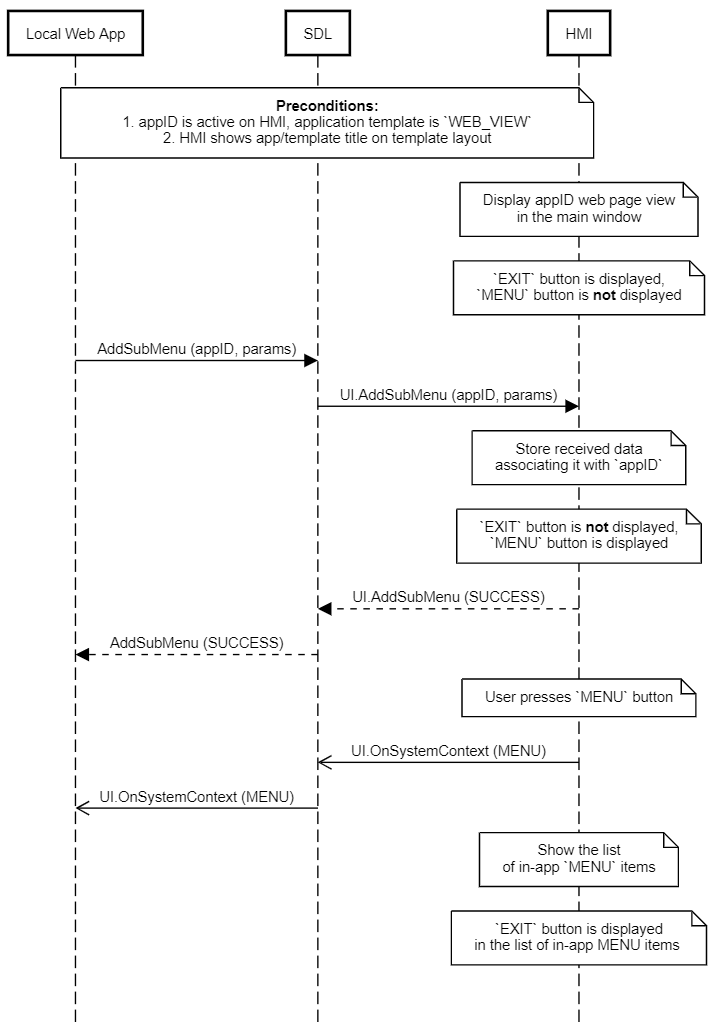 Local Web App
SDL
HMI
Preconditions:
1. appID is active on HMI, application template is `WEB_VIEW`
2. HMI shows app/template title on template layout
Display appID web page view
in the main window
`EXIT` button is displayed,
`MENU` button is not displayed
AddSubMenu (appID, params)
UI.AddSubMenu (appID, params)
Store received data
associating it with `appID`
`EXIT` button is not displayed,
`MENU` button is displayed
UI.AddSubMenu (SUCCESS)
AddSubMenu (SUCCESS)
User presses `MENU` button
UI.OnSystemContext (MENU)
UI.OnSystemContext (MENU)
Show the list
of in-app `MENU` items
`EXIT` button is displayed
in the list of in-app MENU items